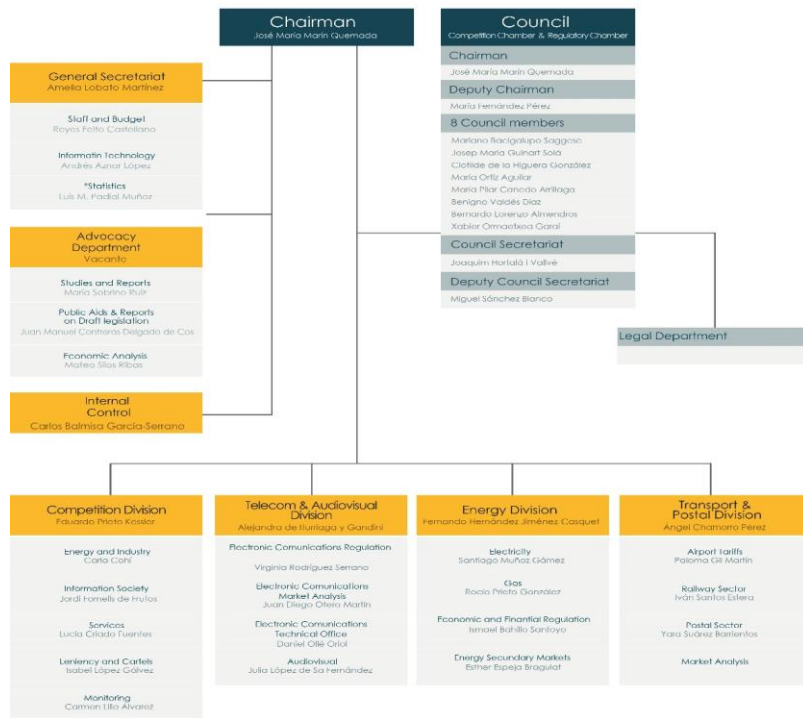 Chairman
José María Marín Quemada
Council
Competition Chamber & Regulatory Chamber
Chairman
José María Marín Quemada
Deputy Chairman
María Fernández Pérez
8 Council members
Mariano Bacigalupo Saggese
Josep María Guinart Solá
Clotilde de la Higuera González
María Ortiz Aguilar
María Pilar Canedo Arrillaga
Benigno Valdés Díaz
Bernardo Lorenzo Almendros
Xabier Ormaetxea Garai
Council Secretariat
Joaquim Hortalà i Vallvé
Deputy Council Secretariat
Miguel Sánchez Blanco
Legal Department
General Secretariat
Amelia Lobato Martínez
Staff and Budget
Reyes Feito Castellano
Informatin Technology
Andrés Aznar López
*Statistics
Luis M. Padial Muñoz
Advocacy
Department
Vacante
Studies and Reports
María Sobrino Ruiz
Public Aids & Reports
on Draft legislation
Juan Manuel Contreras Delgado de Cos
Economic Analysis
Mateo Silos Ribas
Internal
Control
Carlos Balmisa García-Serrano
Competition Division
Eduardo Prieto Kessler
Energy and Industry
Carla Cohí
Information Society
Jordi Fornells de Frutos
Services
Lucía Criado Fuentes
Leniency and Cartels
Isabel López Gálvez
Monitoring
Carmen Lillo Álvarez
Telecom & Audiovisual
Division
Alejandra de Iturriaga y Gandini
Electronic Comunications Regulation
Virginia Rodríguez Serrano
Electronic Comunications
Market Analysis
Juan Diego Otero Martín
Electronic Comunications
Technical Office
Daniel Ollé Oriol
Audiovisual
Julia López de Sa Fernández
Energy Division
Fernando Hernández Jiménez Casquet
Electricity
Santiago Muñoz Gámez
Gas
Rocío Prieto González
Economic and Finantial Regulation
Ismael Bahillo Santoyo
Energy Secundary Markets
Esther Espeja Bragulat
Transport &
Postal Division
Ángel Chamorro Pérez
Airport Tariffs
Paloma Gil Martín
Railway Sector
Iván Santos Estera
Postal Sector
Yara Suárez Barrientos
Market Analysis